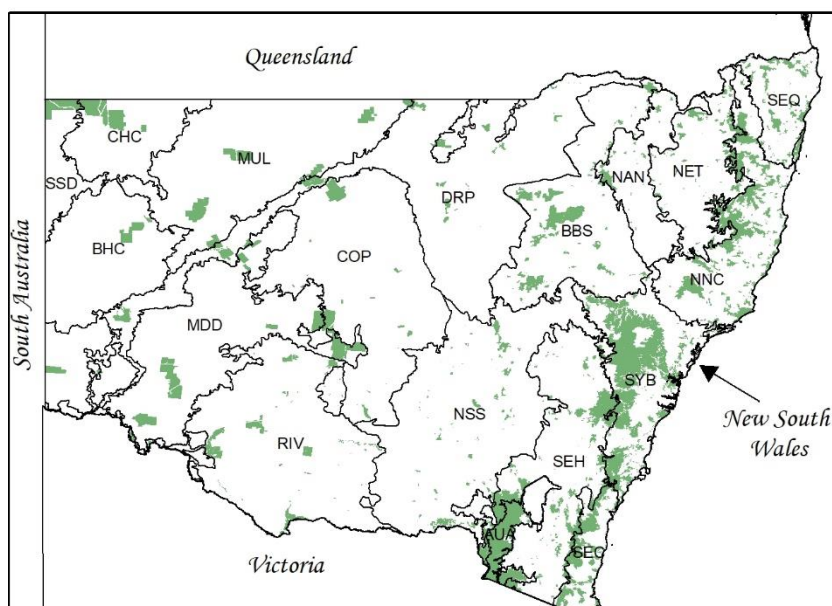 Queensland
SEQ
CHC
MUL
NAN
NET
SSD
DRP
BBS
BHC
COP
NNC
MDD
South Australia
SYB
NSS
New South
Wales
RIV
SEH
AUA
SEC
Victoria